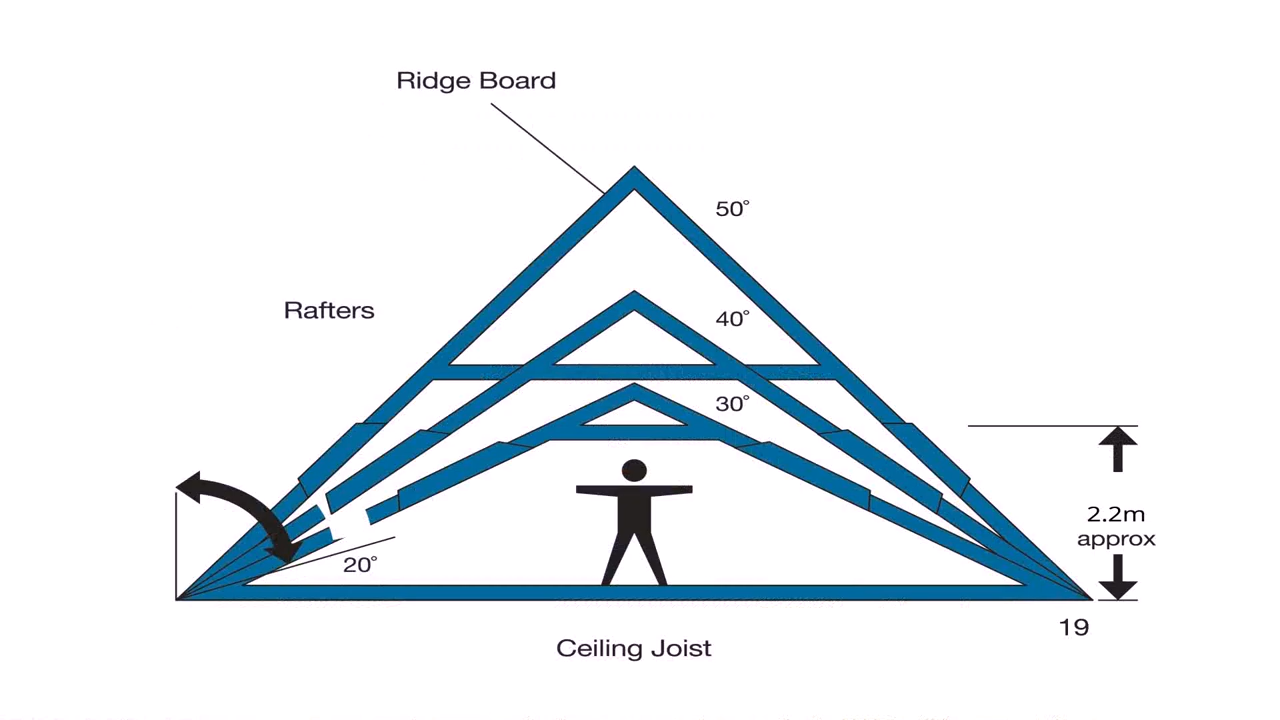 Ridge Board
50°
Rafters
40°
30°
2.2m
approx
20°
19
Ceiling Joist